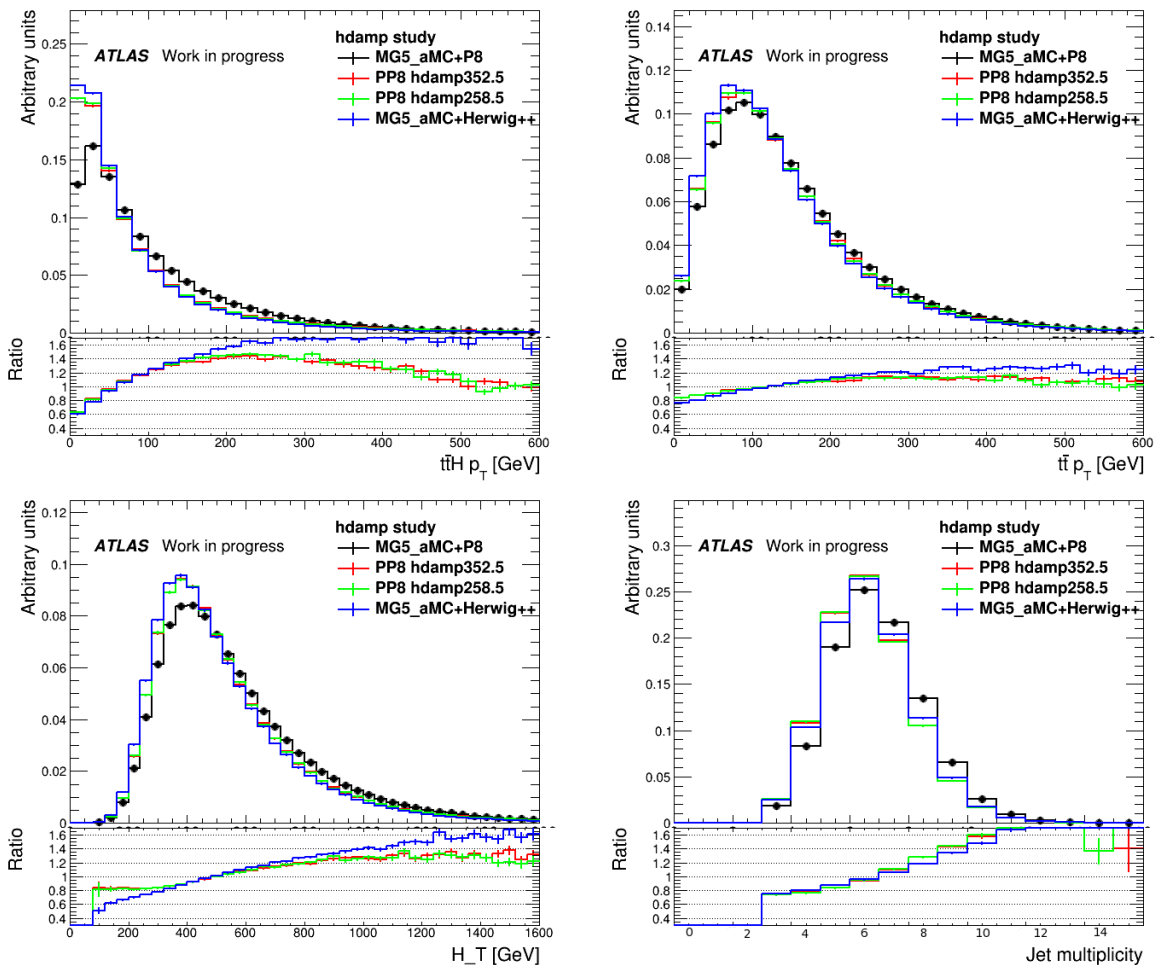 Arbitrary units
0.25
0.2
0.15
0.1
0.05
0
ATLAS Work in progress
hdamp study
MG5_aMC+P8
PP8 hdamp352.5
PP8 hdamp258.5
MG5_aMC+Herwig++
Ratio
1.6
1.4
1.2
1
0.8
0.6
0.4
0 100 200 300 400 500 600
tt̄H p_T [GeV]
Arbitrary units
0.14
0.12
0.1
0.08
0.06
0.04
0.02
0
ATLAS Work in progress
hdamp study
MG5_aMC+P8
PP8 hdamp352.5
PP8 hdamp258.5
MG5_aMC+Herwig++
Ratio
1.6
1.4
1.2
1
0.8
0.6
0.4
0 100 200 300 400 500 600
tt̄ p_T [GeV]
Arbitrary units
0.12
0.1
0.08
0.06
0.04
0.02
0
ATLAS Work in progress
hdamp study
MG5_aMC+P8
PP8 hdamp352.5
PP8 hdamp258.5
MG5_aMC+Herwig++
Ratio
1.6
1.4
1.2
1
0.8
0.6
0.4
0 200 400 600 800 1000 1200 1400 1600
H_T [GeV]
Arbitrary units
0.3
0.25
0.2
0.15
0.1
0.05
0
ATLAS Work in progress
hdamp study
MG5_aMC+P8
PP8 hdamp352.5
PP8 hdamp258.5
MG5_aMC+Herwig++
Ratio
1.6
1.4
1.2
1
0.8
0.6
0.4
0 2 4 6 8 10 12 14
Jet multiplicity